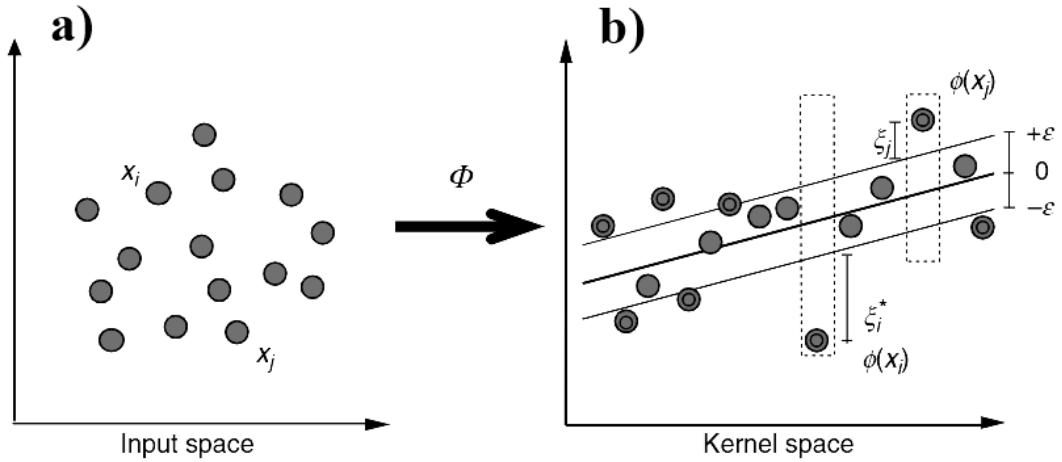 a)
x_i
x_j
Input space
Φ
b)
ϕ(x_j)
ξ_j
+ε
0
−ε
ξ_i^*
ϕ(x_i)
Kernel space